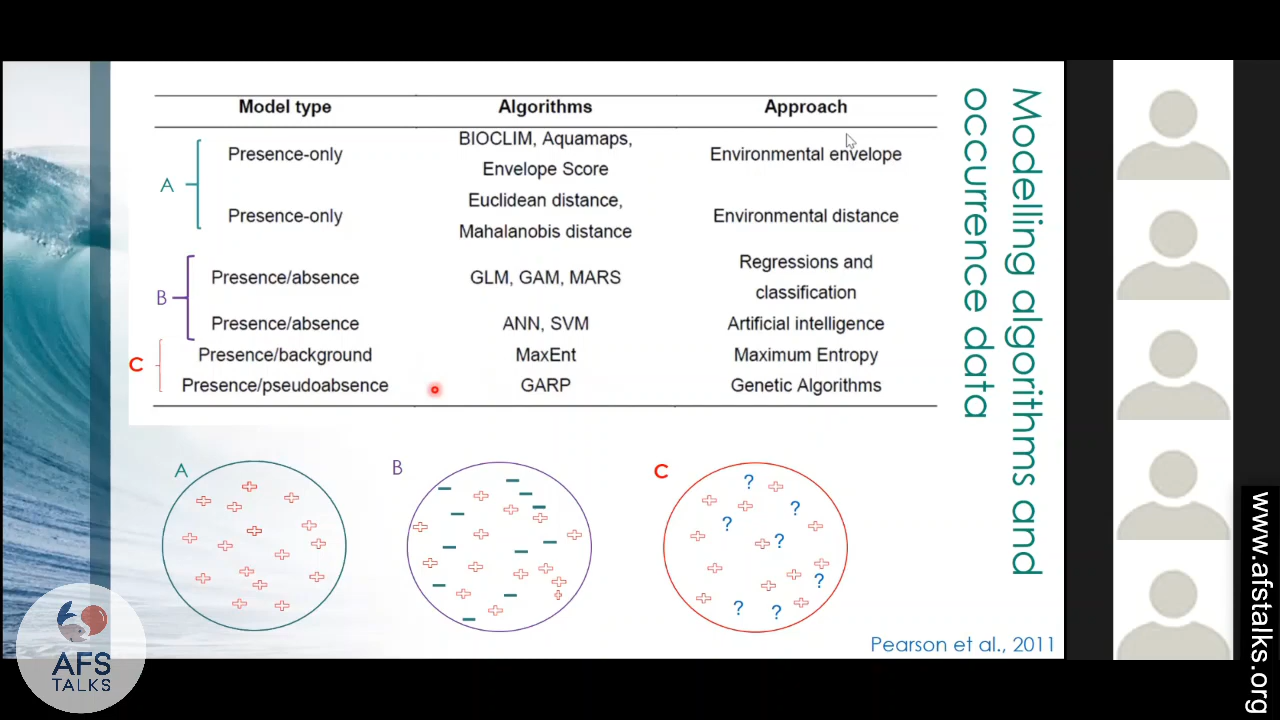 Model type Algorithms Approach
A
Presence-only
BIOCLIM, Aquamaps,
Envelope Score
Environmental envelope
Presence-only
Euclidean distance,
Mahalanobis distance
Environmental distance
B
Presence/absence
GLM, GAM, MARS
Regressions and
classification
Presence/absence ANN, SVM Artificial intelligence
C
Presence/background MaxEnt Maximum Entropy
Presence/pseudoabsence GARP Genetic Algorithms
Modelling algorithms and
occurrence data
A
B
C
?
?
?
?
?
?
?
Pearson et al., 2011
AFS
TALKS
www.afstalks.org